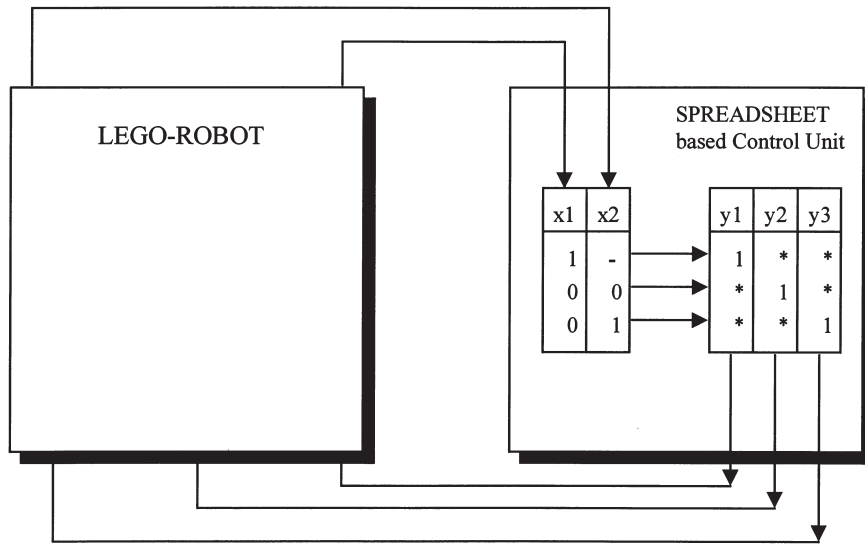 LEGO-ROBOT
SPREADSHEET
based Control Unit
x1 x2 y1 y2 y3
1 - 1 * *
0 0 * 1 *
0 1 * * 1